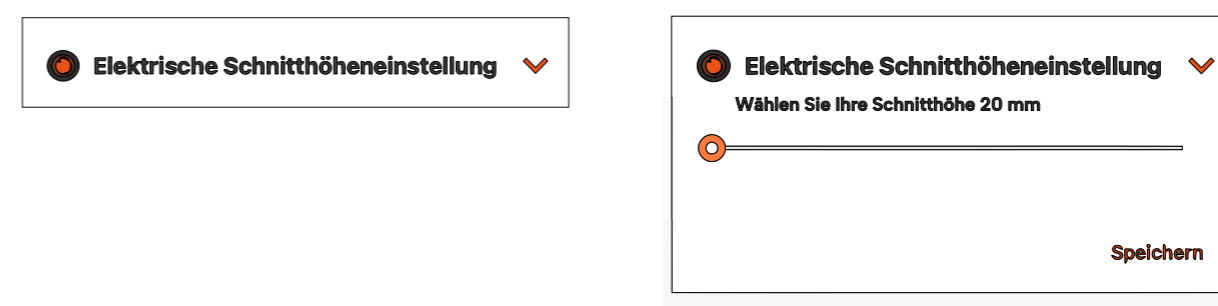 Elektrische Schnitthöheneinstellung
Elektrische Schnitthöheneinstellung
Wählen Sie Ihre Schnitthöhe 20 mm
Speichern